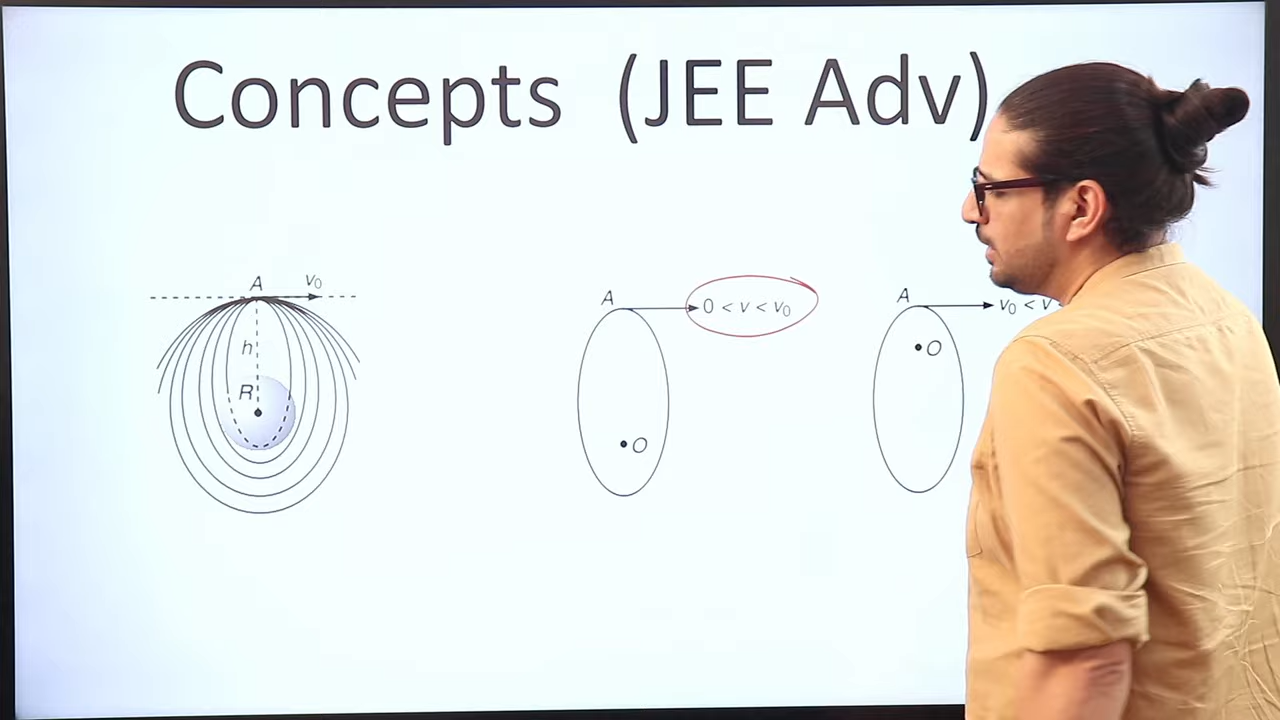 Concepts (JEE Adv)
A v₀
h
R
A 0 < v < v₀
O
A v₀ < v <
O